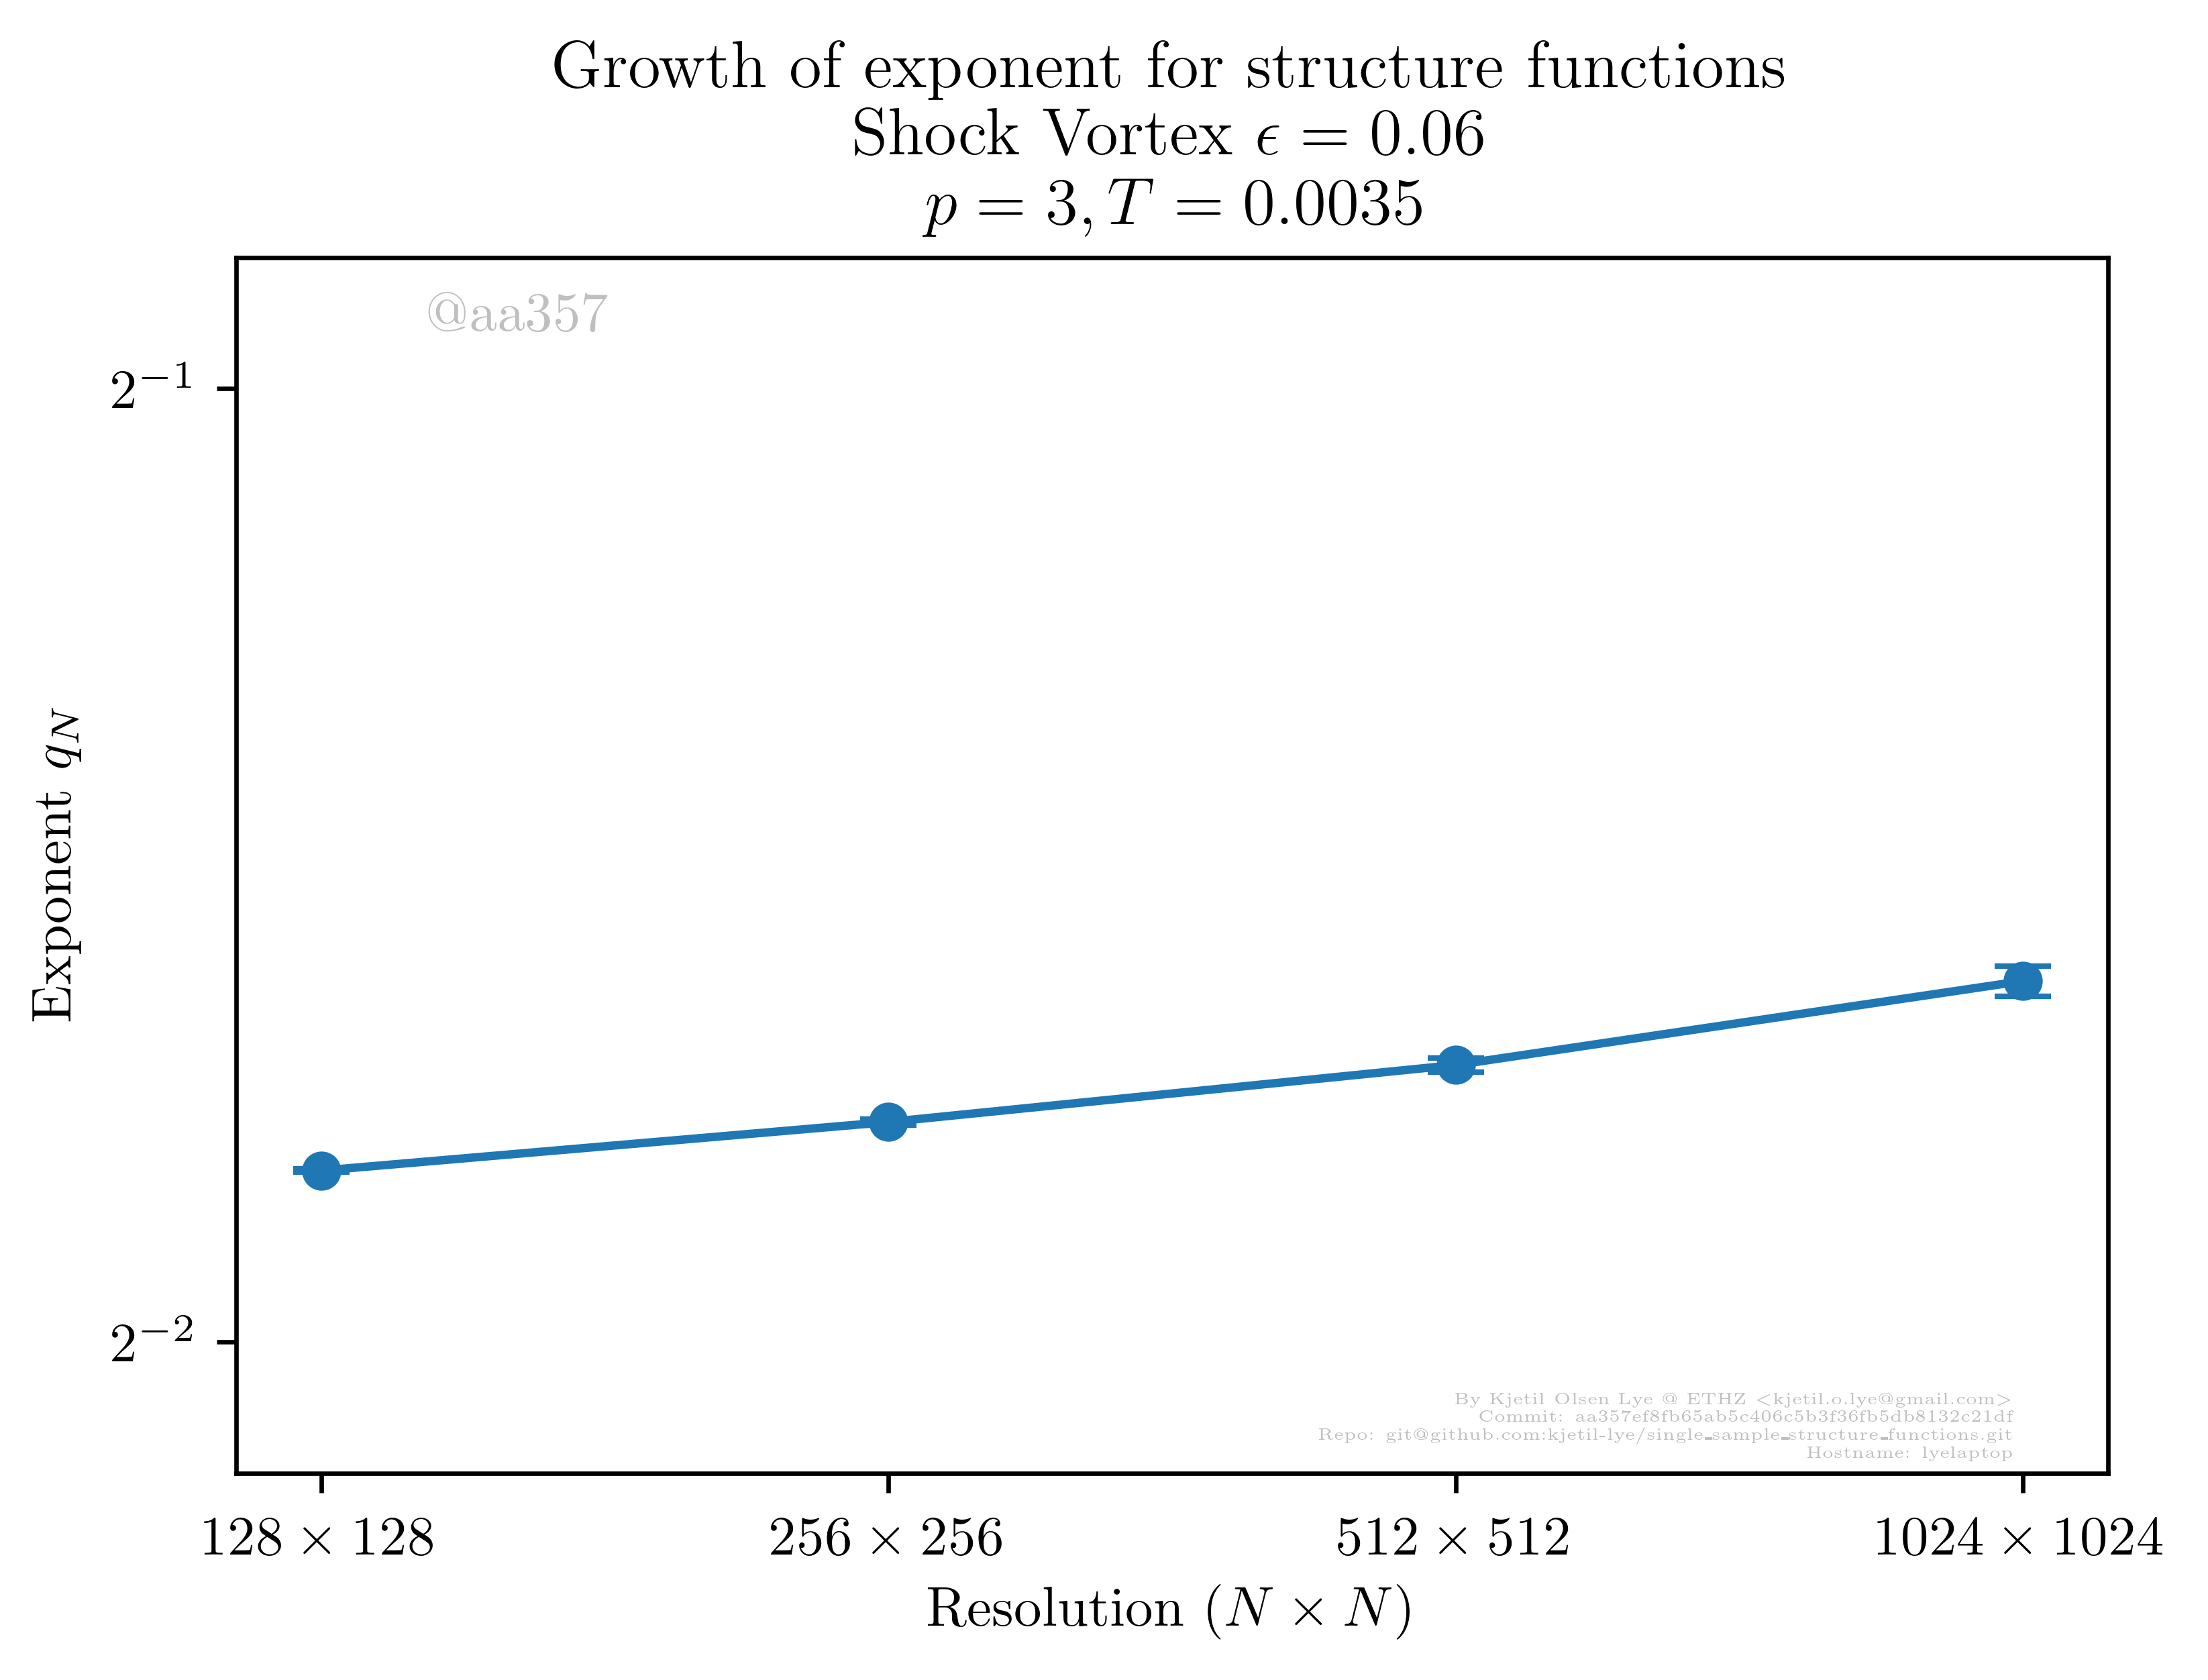 Growth of exponent for structure functions
Shock Vortex ϵ = 0.06
p = 3, T = 0.0035
@aa357
2⁻¹
Exponent q_N
2⁻²
By Kjetil Olsen Lye @ ETHZ <kjetil.o.lye@gmail.com>
Commit: aa357ef8fb65ab5c406c5b3f36fb5db8132c21df
Repo: git@github.com:kjetil-lye/single_sample_structure_functions.git
Hostname: lyelaptop
128 × 128 256 × 256 512 × 512 1024 × 1024
Resolution (N × N)